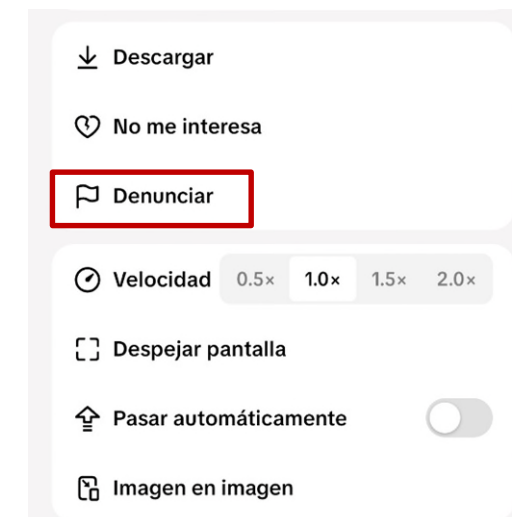 Descargar
No me interesa
Denunciar
Velocidad 0.5× 1.0× 1.5× 2.0×
Despejar pantalla
Pasar automáticamente
Imagen en imagen